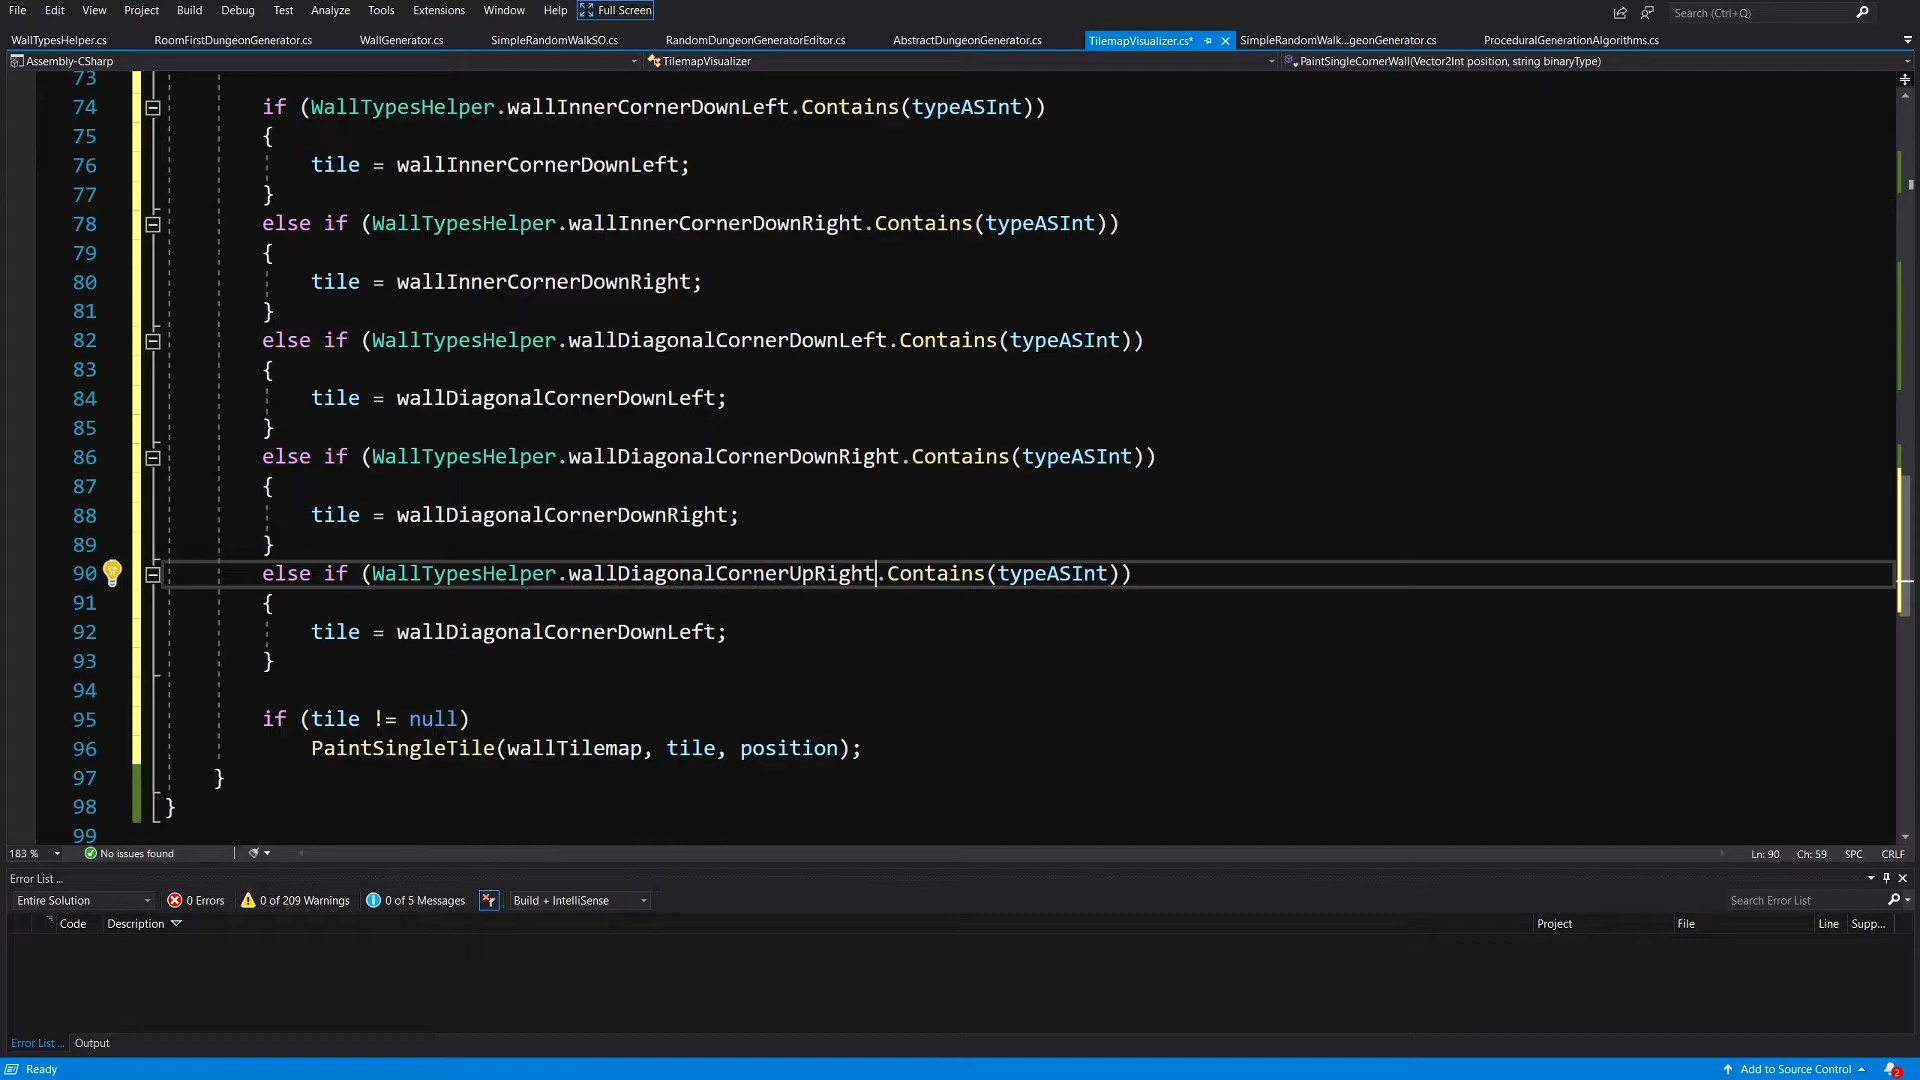 File Edit View Project Build Debug Test Analyze Tools Extensions Window Help Full Screen Search (Ctrl+Q)
WallTypesHelper.cs RoomFirstDungeonGenerator.cs WallGenerator.cs SimpleRandomWalkSO.cs RandomDungeonGeneratorEditor.cs AbstractDungeonGenerator.cs TilemapVisualizer.cs* SimpleRandomWalk...geonGenerator.cs ProceduralGenerationAlgorithms.cs
Assembly-CSharp TilemapVisualizer PaintSingleCornerWall(Vector2Int position, string binaryType)
73
74 if (WallTypesHelper.wallInnerCornerDownLeft.Contains(typeASInt))
75 {
76 tile = wallInnerCornerDownLeft;
77 }
78 else if (WallTypesHelper.wallInnerCornerDownRight.Contains(typeASInt))
79 {
80 tile = wallInnerCornerDownRight;
81 }
82 else if (WallTypesHelper.wallDiagonalCornerDownLeft.Contains(typeASInt))
83 {
84 tile = wallDiagonalCornerDownLeft;
85 }
86 else if (WallTypesHelper.wallDiagonalCornerDownRight.Contains(typeASInt))
87 {
88 tile = wallDiagonalCornerDownRight;
89 }
90 else if (WallTypesHelper.wallDiagonalCornerUpRight.Contains(typeASInt))
91 {
92 tile = wallDiagonalCornerDownLeft;
93 }
94
95 if (tile != null)
96 PaintSingleTile(wallTilemap, tile, position);
97 }
98 }
99
183 % No issues found Ln: 90 Ch: 59 SPC CRLF
Error List ...
Entire Solution 0 Errors 0 of 209 Warnings 0 of 5 Messages Build + IntelliSense Search Error List
Code Description Project File Line Supp...
Error List ... Output
Ready Add to Source Control 2